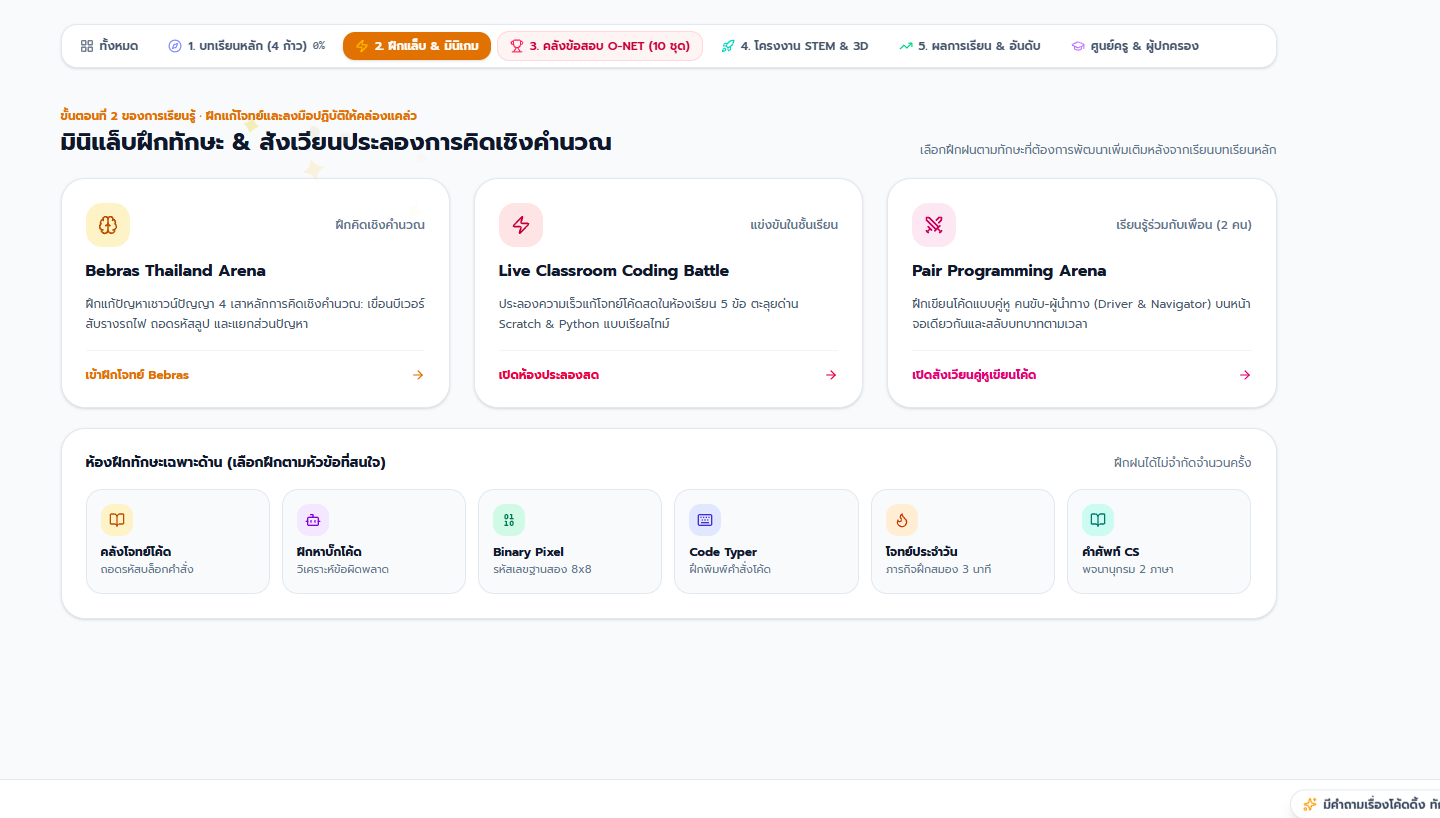 ทั้งหมด
1. บทเรียนหลัก (4 ก้าว) 0%
2. ฝึกแล็บ & มินิเกม
3. คลังข้อสอบ O-NET (10 ชุด)
4. โครงงาน STEM & 3D
5. ผลการเรียน & อันดับ
ศูนย์ครู & ผู้ปกครอง
ขั้นตอนที่ 2 ของการเรียนรู้ · ฝึกแก้โจทย์และลงมือปฏิบัติให้คล่องแคล่ว
มินิแล็บฝึกทักษะ & สังเวียนประลองการคิดเชิงคำนวณ
เลือกฝึกฝนตามทักษะที่ต้องการพัฒนาเพิ่มเติมหลังจากเรียนบทเรียนหลัก
ฝึกคิดเชิงคำนวณ
Bebras Thailand Arena
ฝึกแก้ปัญหาเชาวน์ปัญญา 4 เสาหลักการคิดเชิงคำนวณ: เขื่อนบีเวอร์
สับรางรถไฟ ถอดรหัสลูป และแยกส่วนปัญหา
เข้าฝึกโจทย์ Bebras
แข่งขันในชั้นเรียน
Live Classroom Coding Battle
ประลองความเร็วแก้โจทย์โค้ดสดในห้องเรียน 5 ข้อ ตะลุยด่าน
Scratch & Python แบบเรียลไทม์
เปิดห้องประลองสด
เรียนรู้ร่วมกับเพื่อน (2 คน)
Pair Programming Arena
ฝึกเขียนโค้ดแบบคู่หู คนขับ-ผู้นำทาง (Driver & Navigator) บนหน้า
จอเดียวกันและสลับบทบาทตามเวลา
เปิดสังเวียนคู่หูเขียนโค้ด
ห้องฝึกทักษะเฉพาะด้าน (เลือกฝึกตามหัวข้อที่สนใจ)
ฝึกฝนได้ไม่จำกัดจำนวนครั้ง
คลังโจทย์โค้ด
ถอดรหัสบล็อกคำสั่ง
ฝึกหาบั๊กโค้ด
วิเคราะห์ข้อผิดพลาด
Binary Pixel
รหัสเลขฐานสอง 8x8
Code Typer
ฝึกพิมพ์คำสั่งโค้ด
โจทย์ประจำวัน
ภารกิจฝึกสมอง 3 นาที
คำศัพท์ CS
พจนานุกรม 2 ภาษา
มีคำถามเรื่องโค้ดดิ้ง